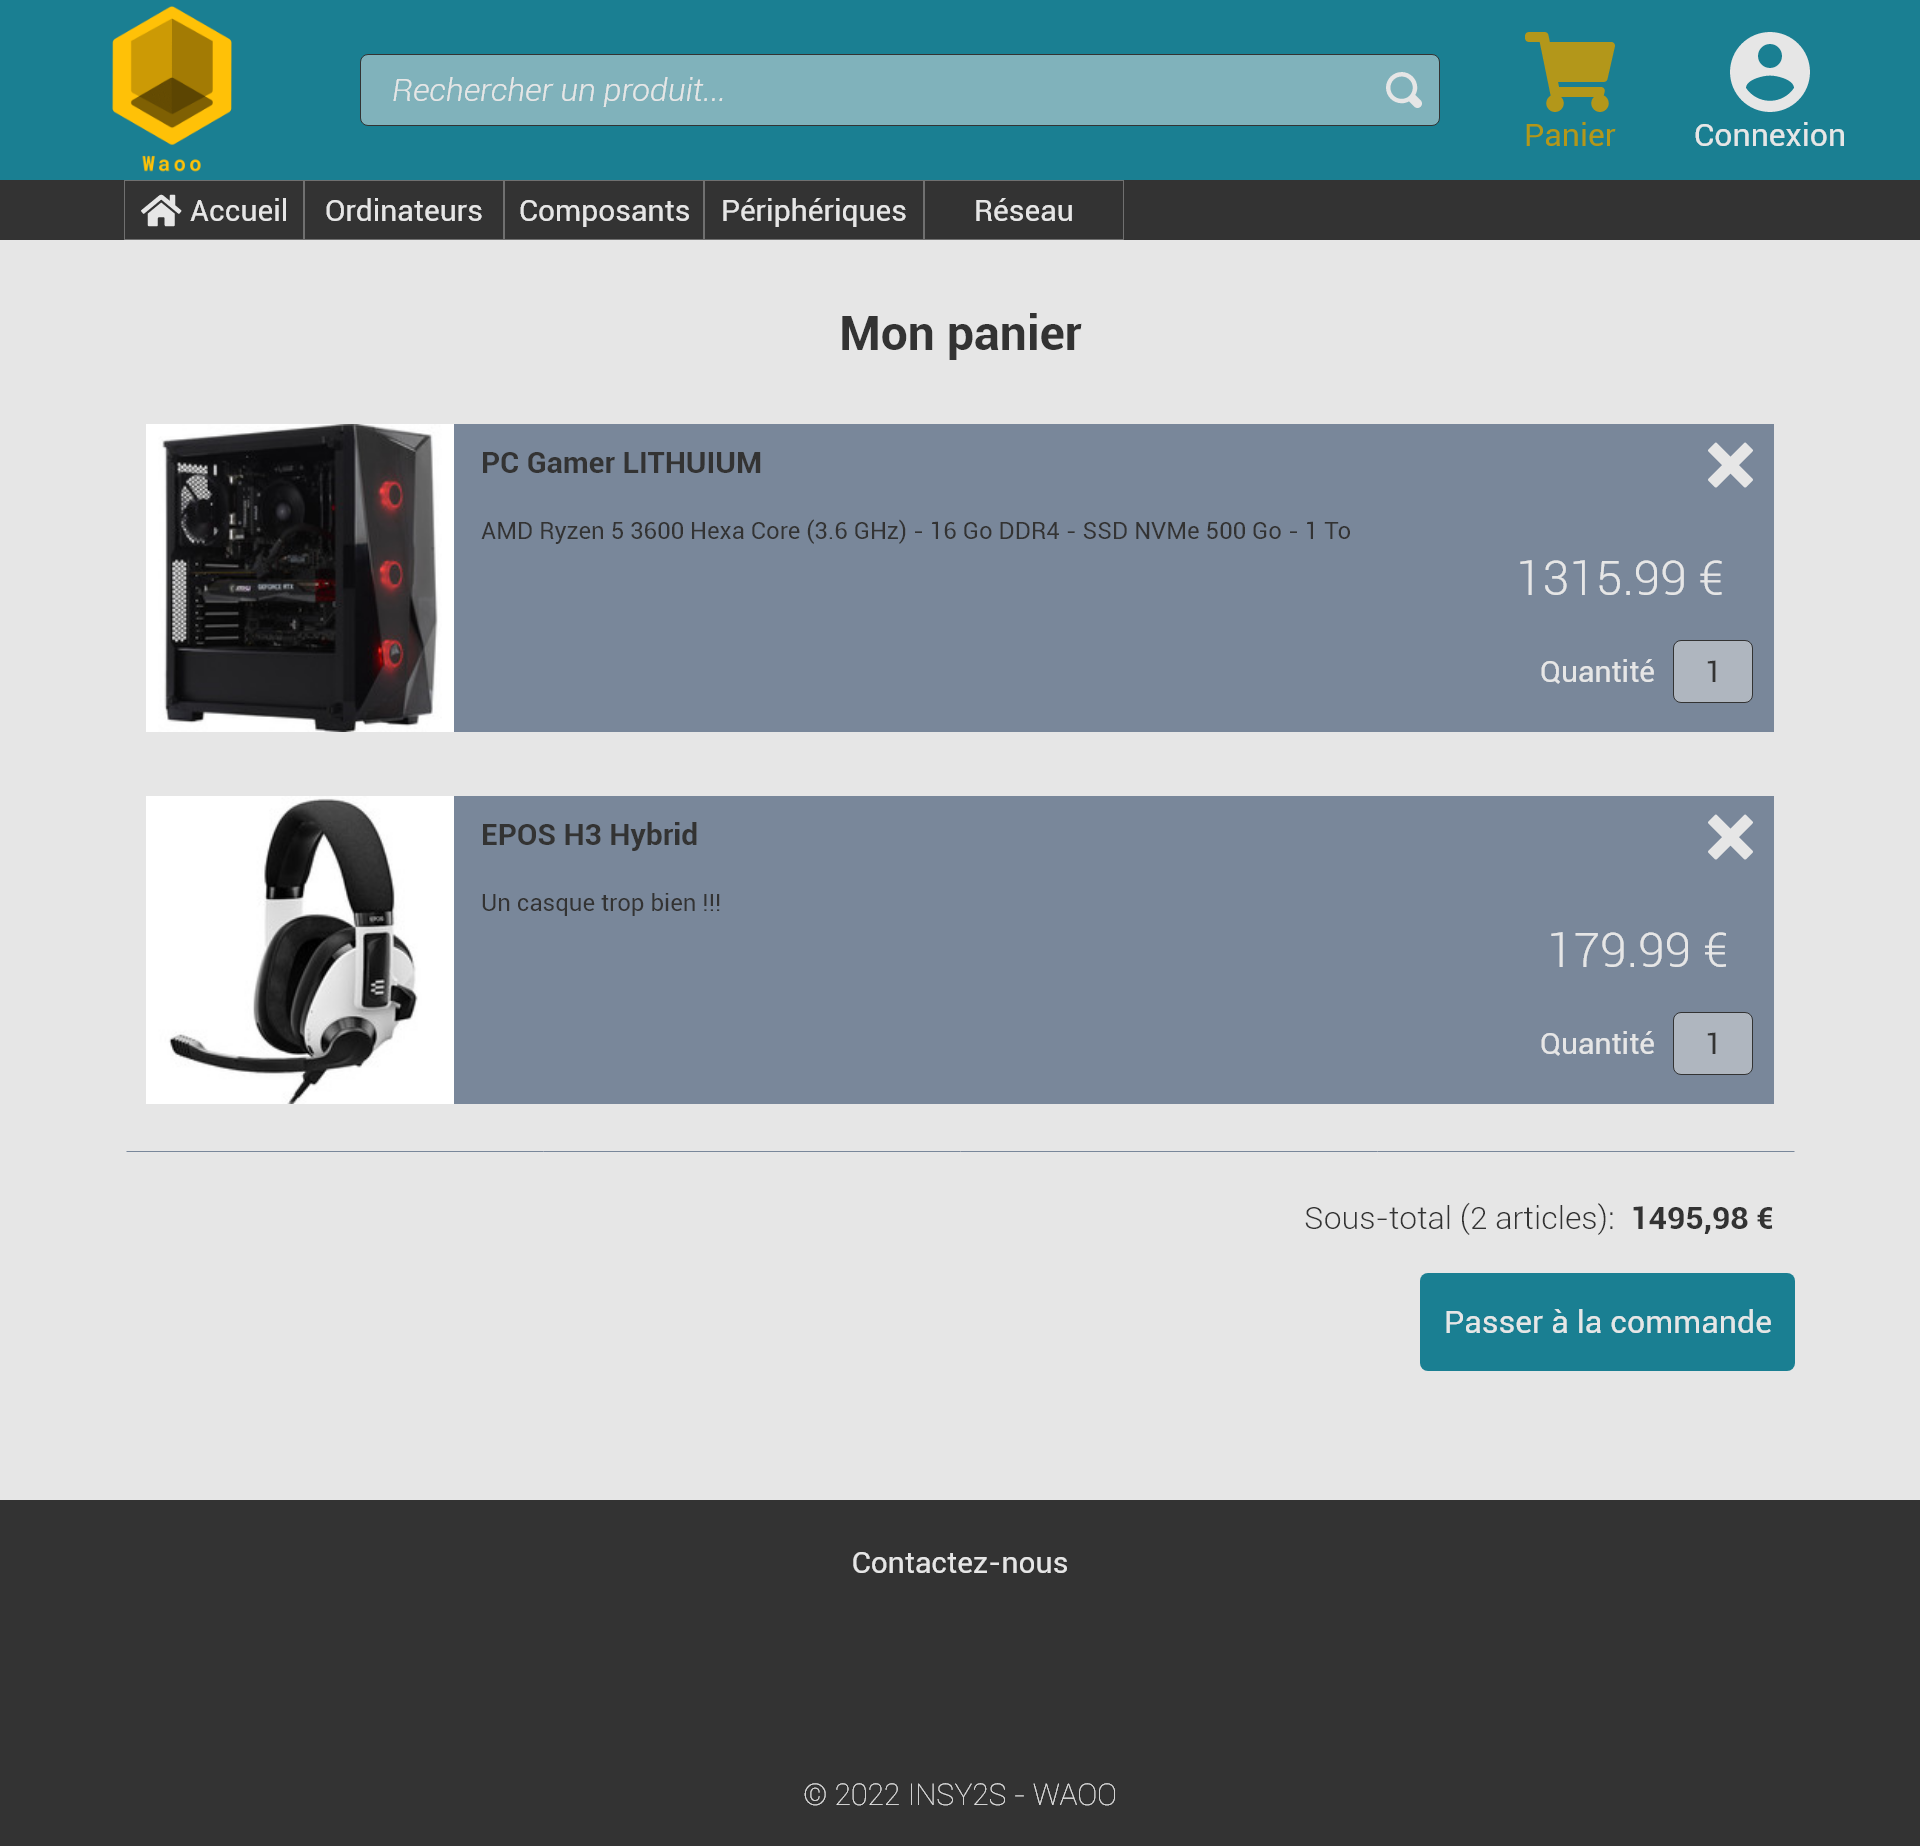 Waoo
Rechercher un produit...
Panier
Connexion
Accueil
Ordinateurs
Composants
Périphériques
Réseau
Mon panier
PC Gamer LITHUIUM
AMD Ryzen 5 3600 Hexa Core (3.6 GHz) - 16 Go DDR4 - SSD NVMe 500 Go - 1 To
1315.99 €
Quantité 1
GEFORCE RTX
EPOS H3 Hybrid
Un casque trop bien !!!
179.99 €
Quantité 1
EPOS
Sous-total (2 articles): 1495,98 €
Passer à la commande
Contactez-nous
© 2022 INSY2S - WAOO